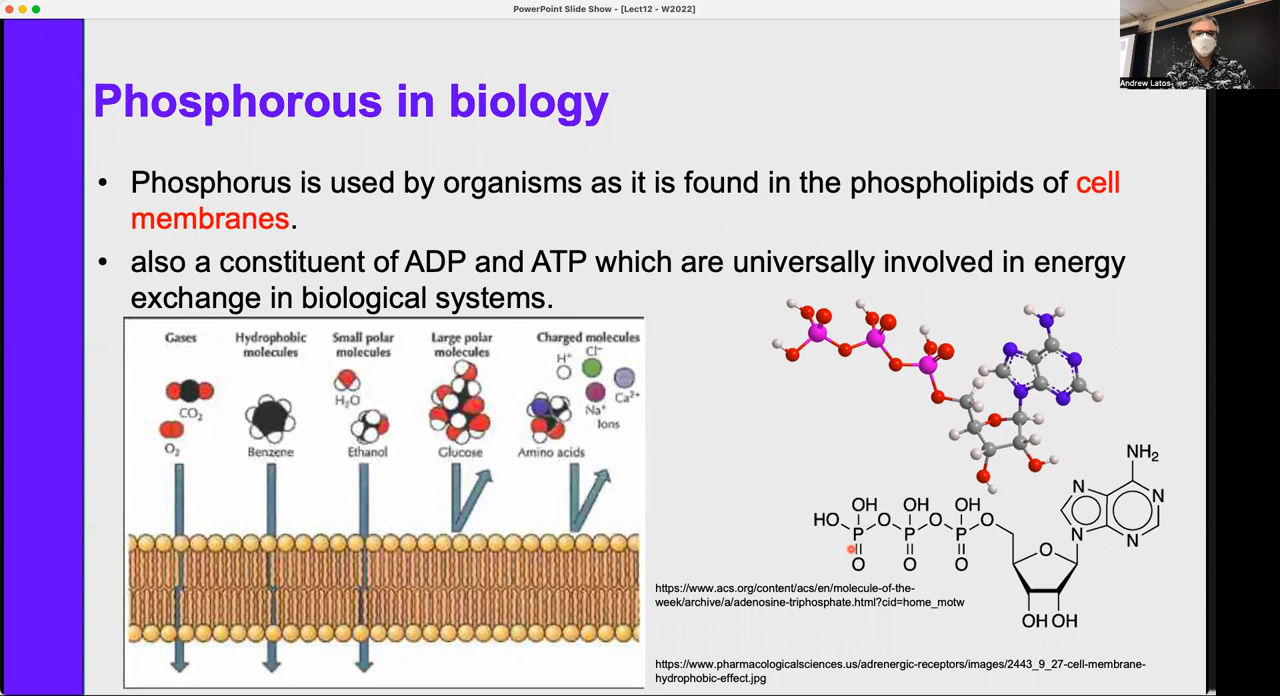 PowerPoint Slide Show - [Lect12 - W2022]
Andrew Latos
Phosphorous in biology
• Phosphorus is used by organisms as it is found in the phospholipids of cell
membranes.
• also a constituent of ADP and ATP which are universally involved in energy
exchange in biological systems.
Gases
Hydrophobic
molecules
Small polar
molecules
Large polar
molecules
Charged molecules
CO2
O2
Benzene
H2O
Ethanol
Glucose
H+
Cl-
Na+
Ca2+
Ions
Amino acids
NH2
N
N
N
N
HO
OH
OH
OH
P
O
P
O
P
O
O
O
O
O
OH OH
https://www.acs.org/content/acs/en/molecule-of-the-
week/archive/a/adenosine-triphosphate.html?cid=home_motw
https://www.pharmacologicalsciences.us/adrenergic-receptors/images/2443_9_27-cell-membrane-
hydrophobic-effect.jpg